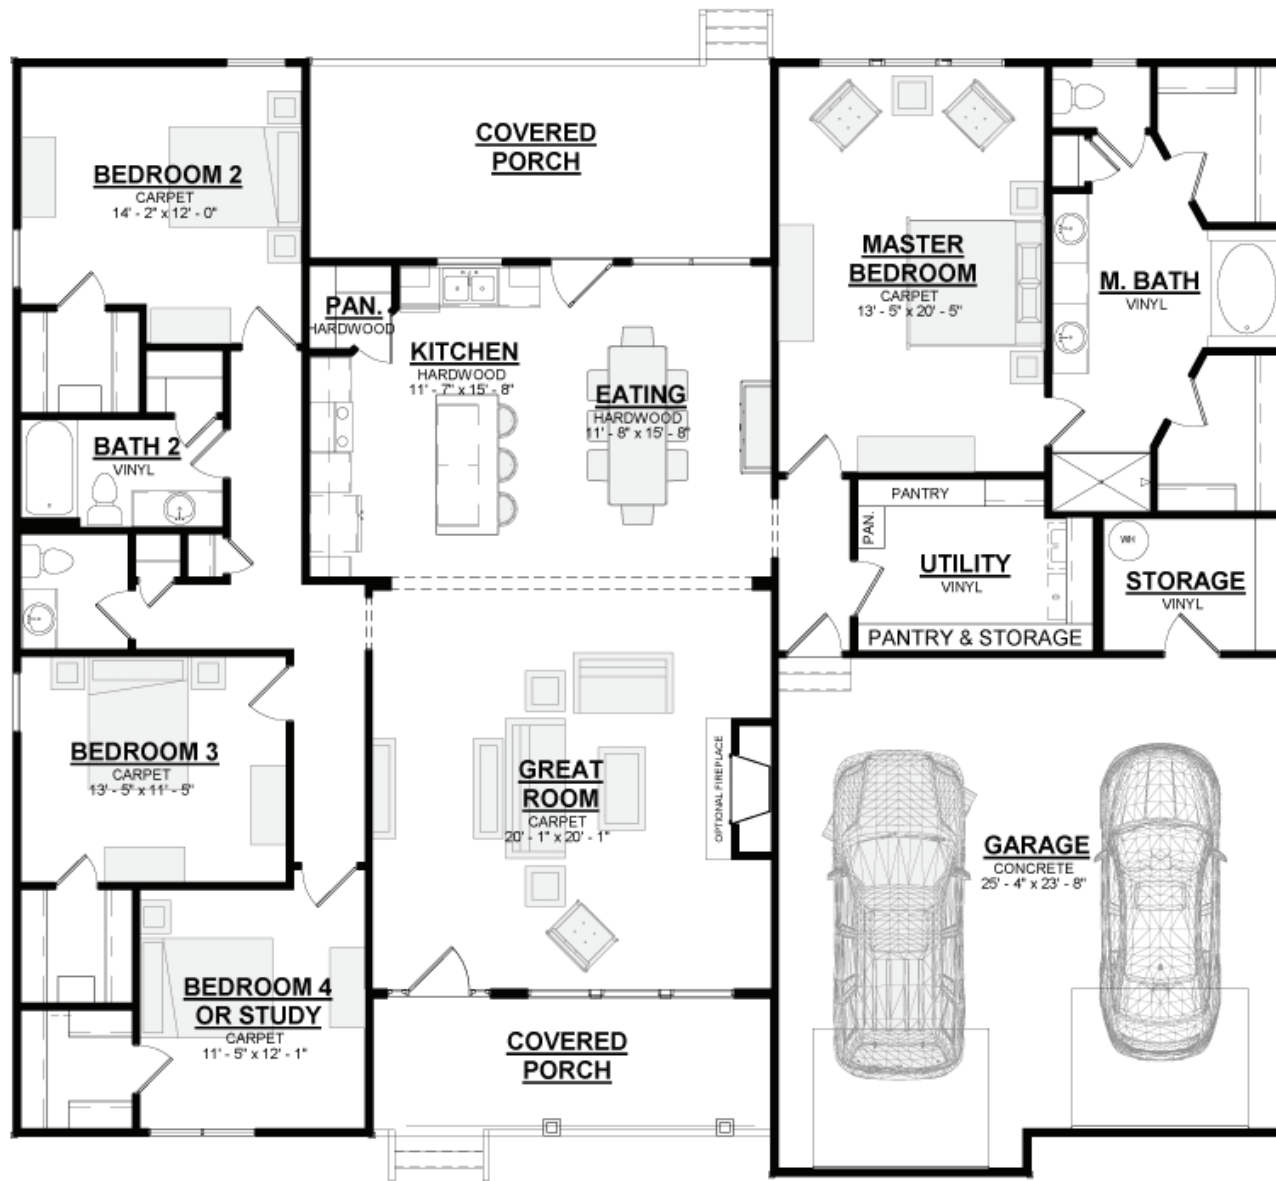 COVERED
PORCH
BEDROOM 2
CARPET
14' - 2" x 12' - 0"
MASTER
BEDROOM
CARPET
13' - 5" x 20' - 5"
M. BATH
VINYL
PAN.
HARDWOOD
KITCHEN
HARDWOOD
11' - 7" x 15' - 8"
EATING
HARDWOOD
11' - 8" x 15' - 8"
BATH 2
VINYL
PANTRY
PAN.
UTILITY
VINYL
PANTRY & STORAGE
WH
STORAGE
VINYL
BEDROOM 3
CARPET
13' - 5" x 11' - 5"
GREAT
ROOM
CARPET
20' - 1" x 20' - 1"
OPTIONAL FIREPLACE
GARAGE
CONCRETE
25' - 4" x 23' - 8"
BEDROOM 4
OR STUDY
CARPET
11' - 5" x 12' - 1"
COVERED
PORCH